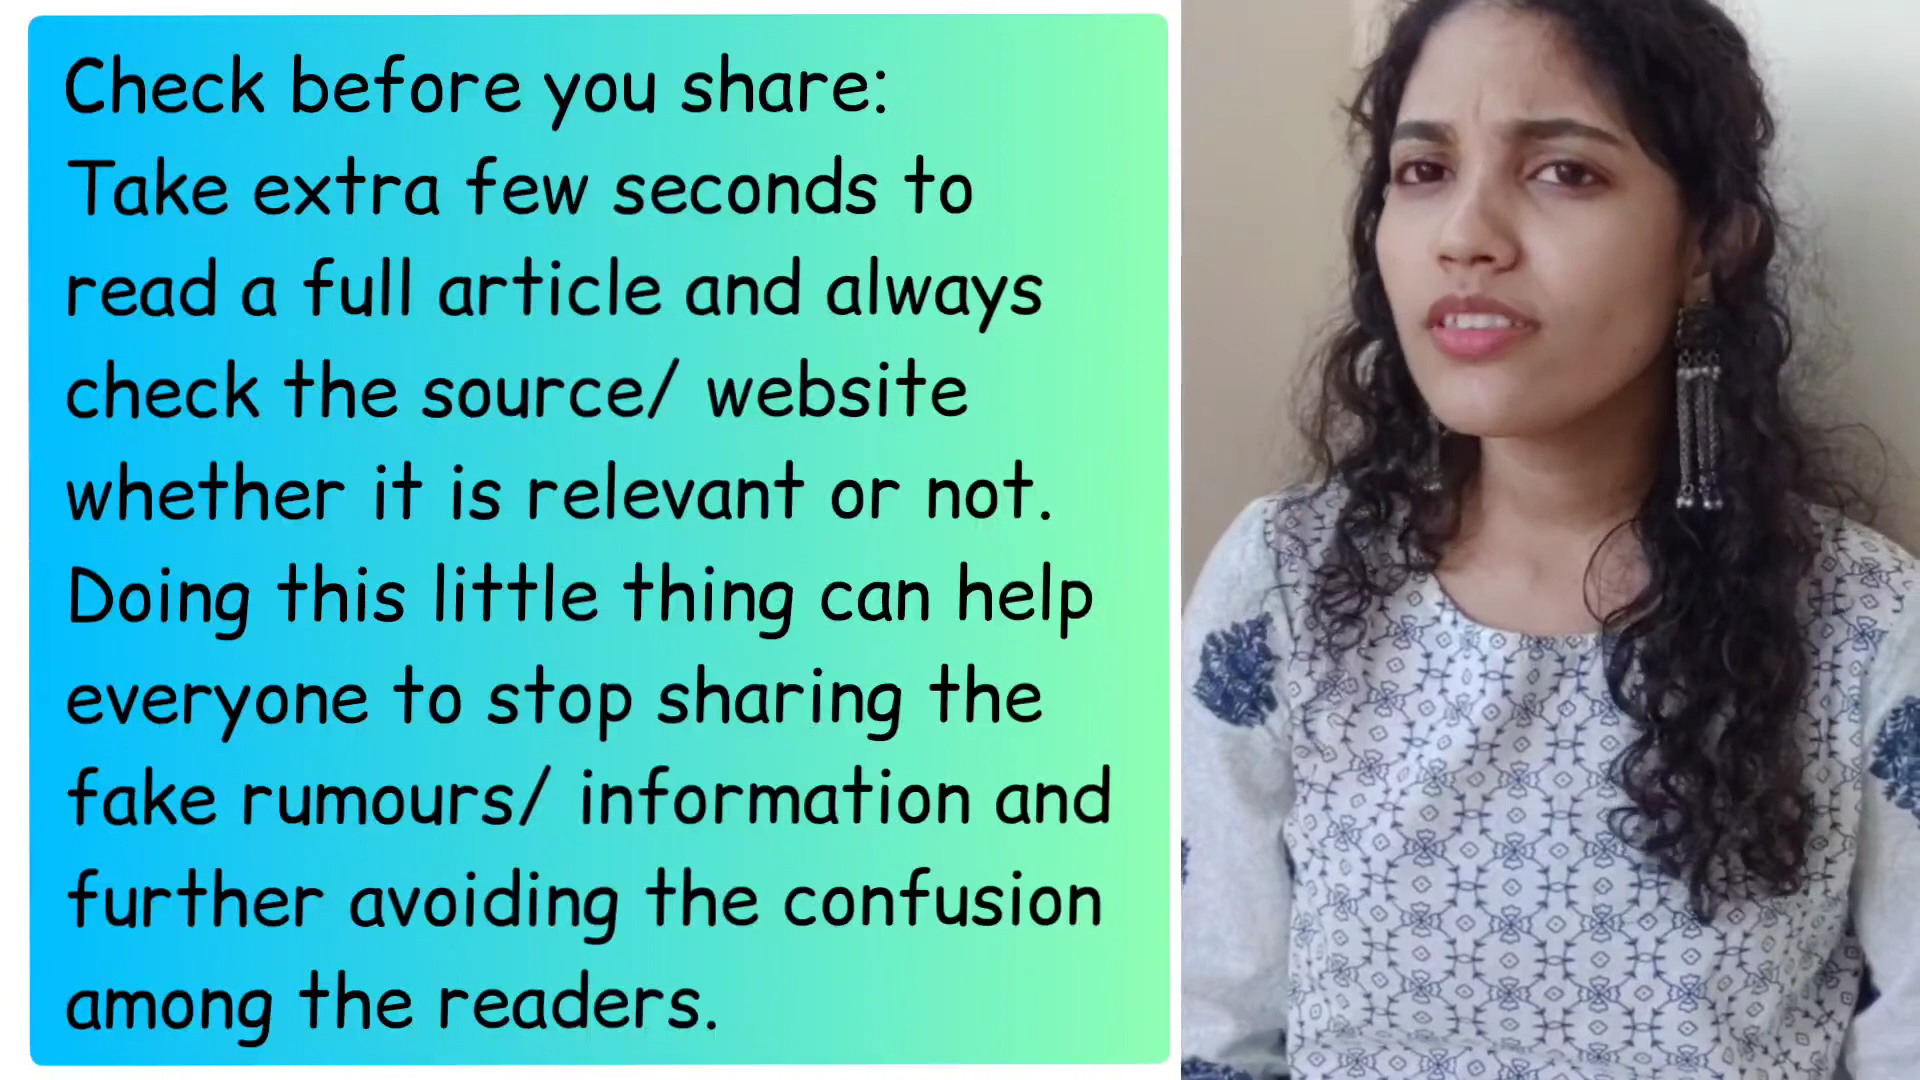 Check before you share:
Take extra few seconds to
read a full article and always
check the source/ website
whether it is relevant or not.
Doing this little thing can help
everyone to stop sharing the
fake rumours/ information and
further avoiding the confusion
among the readers.